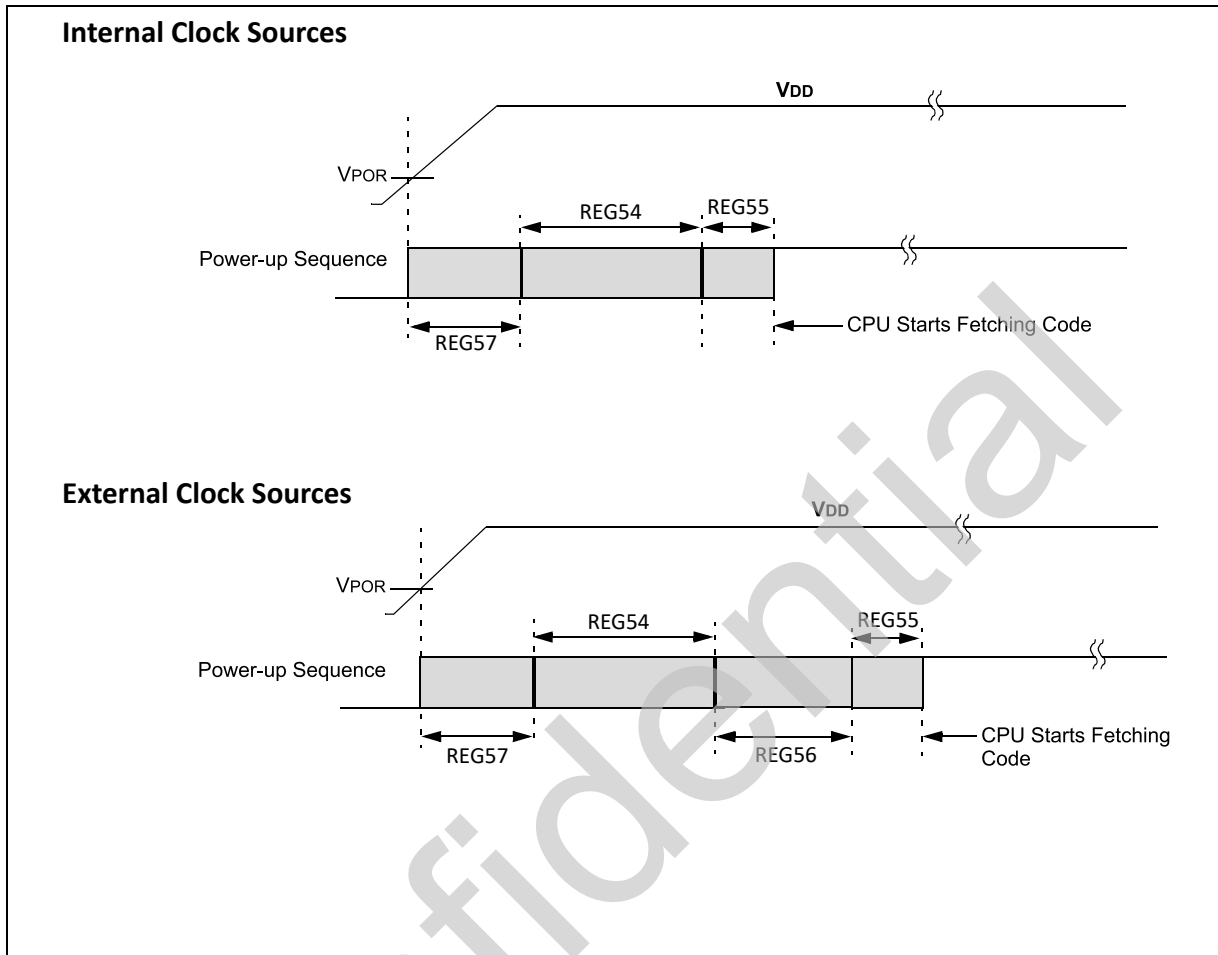 Internal Clock Sources
VDD
VPOR
REG54
REG55
Power-up Sequence
CPU Starts Fetching Code
REG57
External Clock Sources
VDD
VPOR
REG54
REG55
Power-up Sequence
CPU Starts Fetching
Code
REG57
REG56
fidential